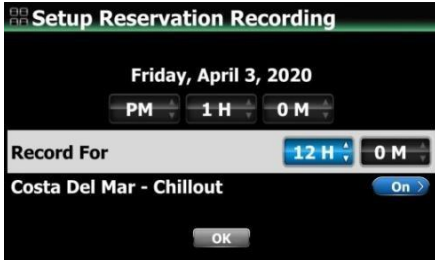 Setup Reservation Recording
Friday, April 3, 2020
PM 1 H 0 M
Record For 12 H 0 M
Costa Del Mar - Chillout On
OK